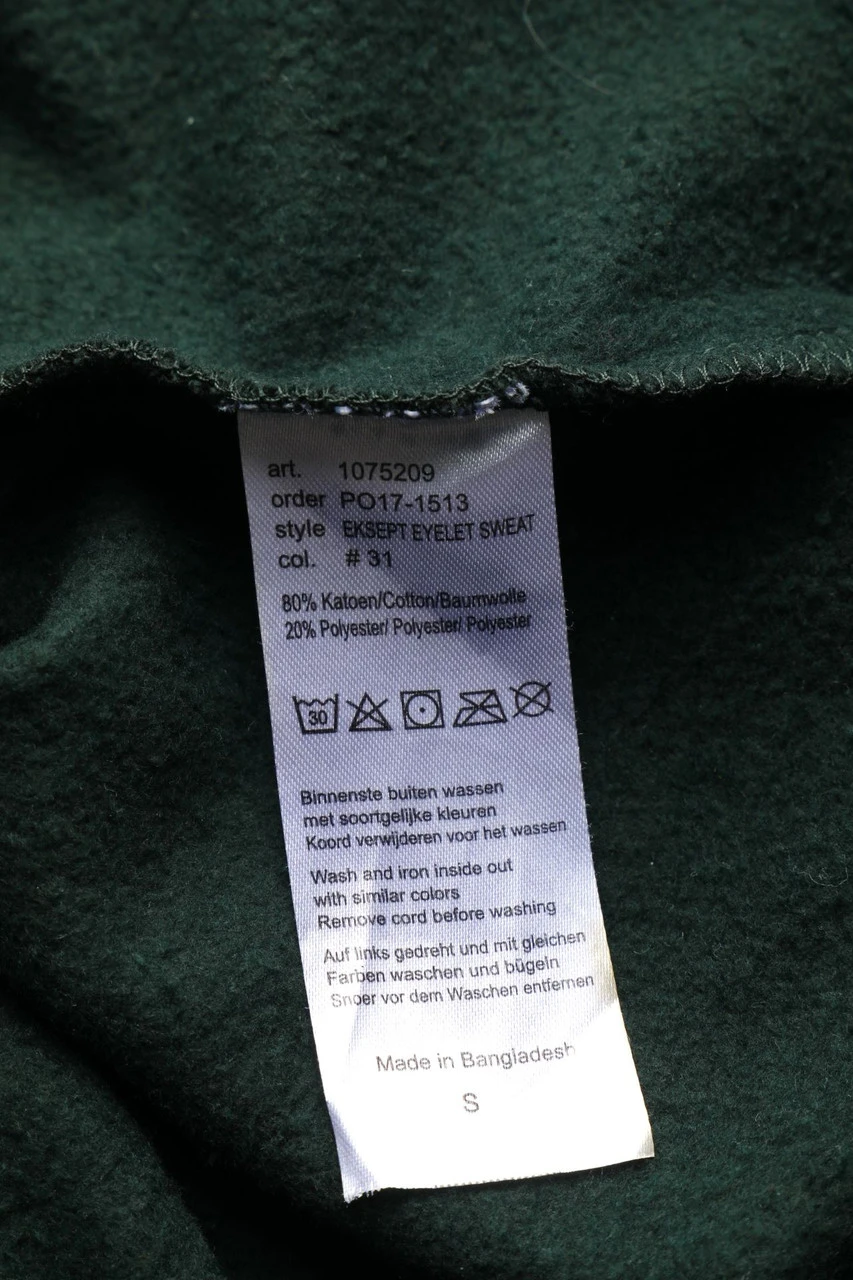 art. 1075209
order PO17-1513
style EKSEPT EYELET SWEAT
col. # 31
80% Katoen/Cotton/Baumwolle
20% Polyester/ Polyester/ Polyester
30
Binnenste buiten wassen
met soortgelijke kleuren
Koord verwijderen voor het wassen
Wash and iron inside out
with similar colors
Remove cord before washing
Auf links gedreht und mit gleichen
Farben waschen und bügeln
Snoer vor dem Waschen entfernen
Made in Bangladesh
S